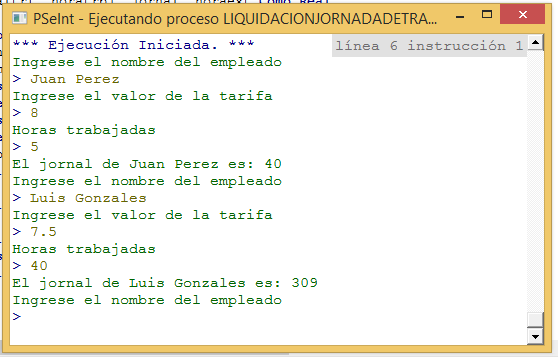 PSeInt - Ejecutando proceso LIQUIDACIONJORNADADETRA...
*** Ejecución Iniciada. ***
línea 6 instrucción 1
Ingrese el nombre del empleado
> Juan Perez
Ingrese el valor de la tarifa
> 8
Horas trabajadas
> 5
El jornal de Juan Perez es: 40
Ingrese el nombre del empleado
> Luis Gonzales
Ingrese el valor de la tarifa
> 7.5
Horas trabajadas
> 40
El jornal de Luis Gonzales es: 309
Ingrese el nombre del empleado
>